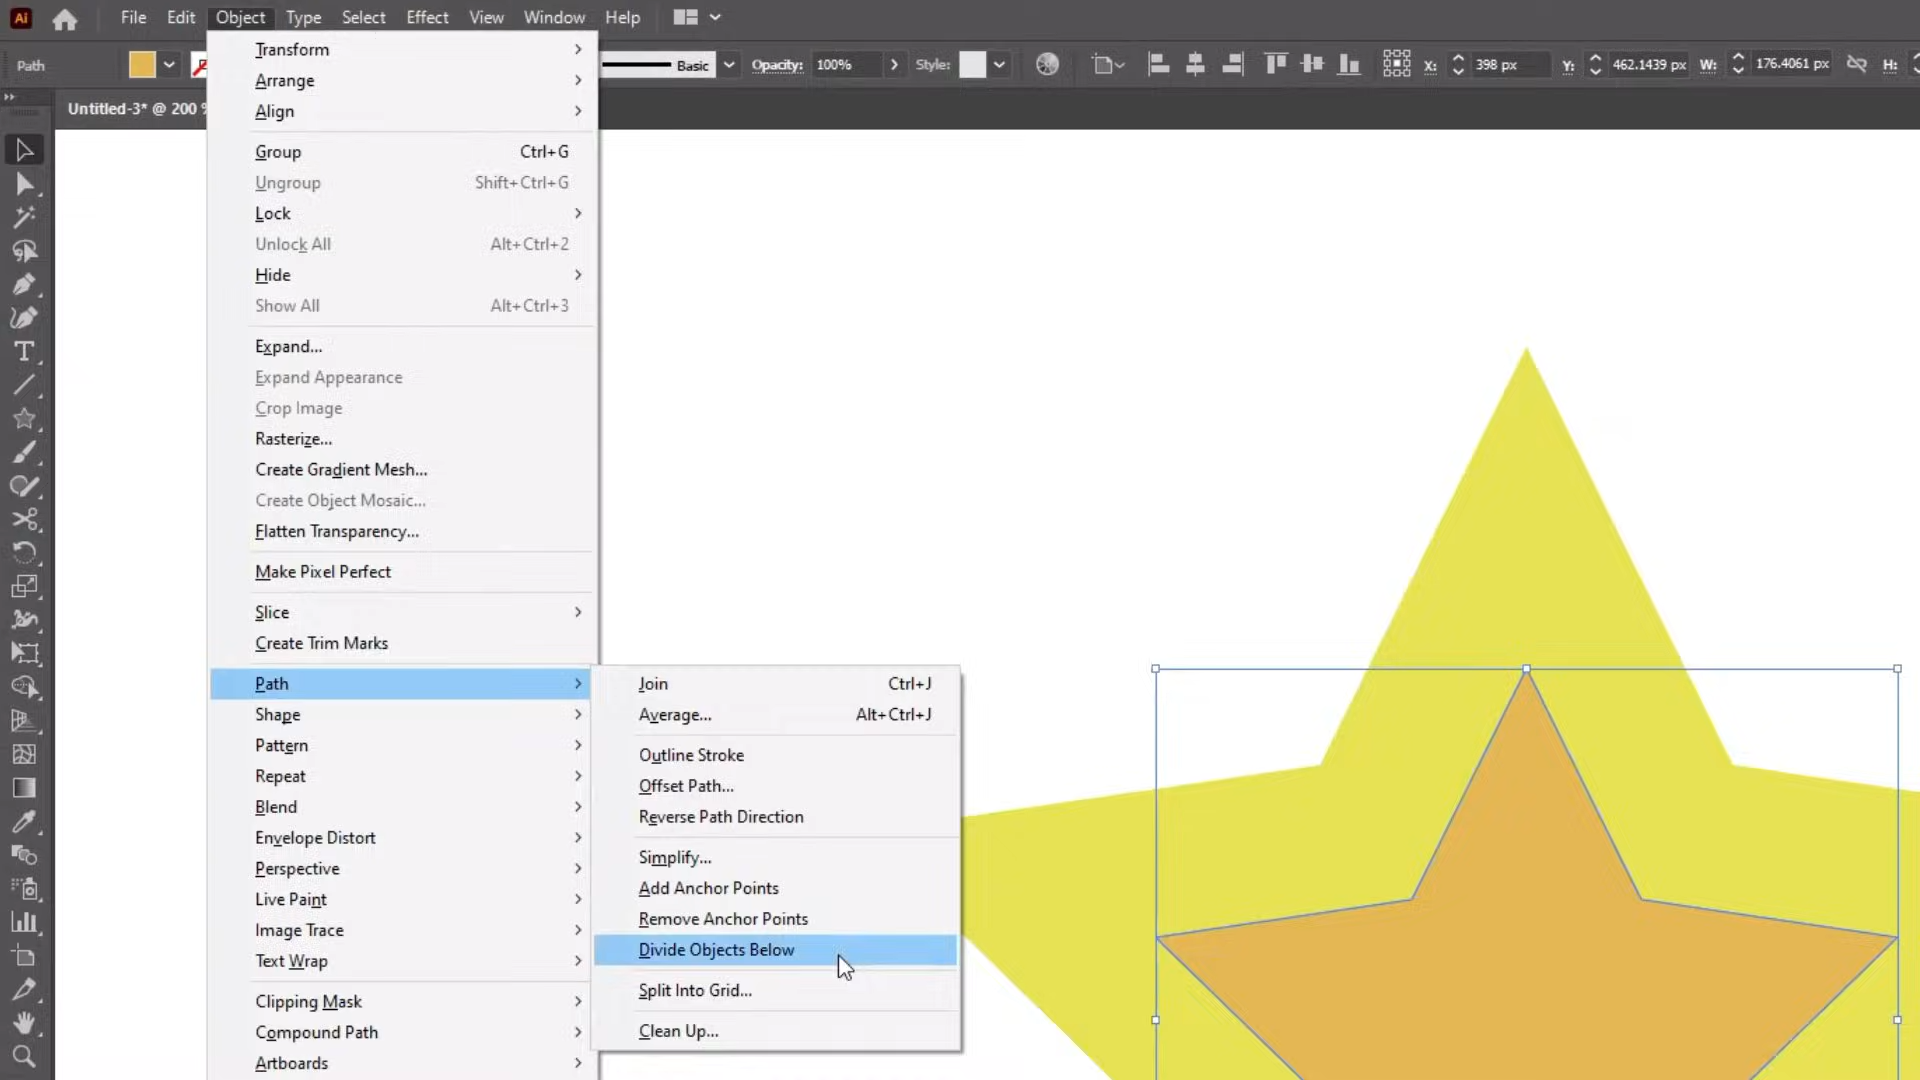 Ai File Edit Object Type Select Effect View Window Help
Path Basic Opacity: 100% Style: X: 398 px Y: 462.1439 px W: 176.4061 px H:
Untitled-3* @ 200 %
Transform
Arrange
Align
Group Ctrl+G
Ungroup Shift+Ctrl+G
Lock
Unlock All Alt+Ctrl+2
Hide
Show All Alt+Ctrl+3
Expand...
Expand Appearance
Crop Image
Rasterize...
Create Gradient Mesh...
Create Object Mosaic...
Flatten Transparency...
Make Pixel Perfect
Slice
Create Trim Marks
Path
Shape
Pattern
Repeat
Blend
Envelope Distort
Perspective
Live Paint
Image Trace
Text Wrap
Clipping Mask
Compound Path
Artboards
Join Ctrl+J
Average... Alt+Ctrl+J
Outline Stroke
Offset Path...
Reverse Path Direction
Simplify...
Add Anchor Points
Remove Anchor Points
Divide Objects Below
Split Into Grid...
Clean Up...